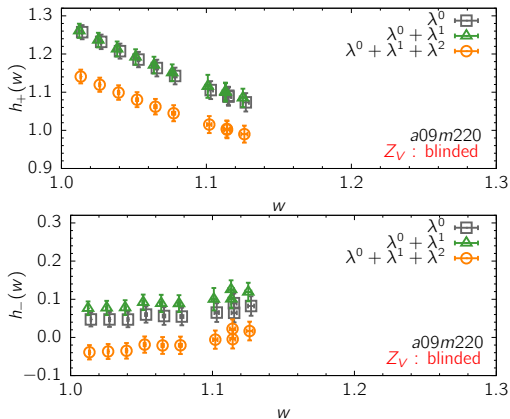 1.3
λ⁰
λ⁰ + λ¹
1.2
λ⁰ + λ¹ + λ²
h₊(w)
1.1
1.0
a09m220
Z_V : blinded
0.9
1.0 1.1 1.2 1.3
w
0.3
λ⁰
λ⁰ + λ¹
0.2
λ⁰ + λ¹ + λ²
h₋(w)
0.1
0.0
a09m220
Z_V : blinded
−0.1
1.0 1.1 1.2 1.3
w